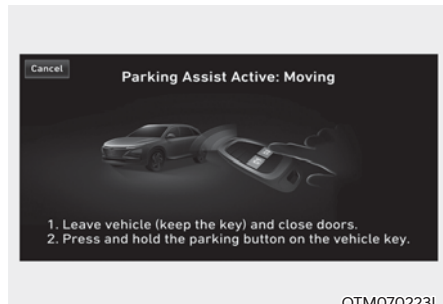 Cancel
Parking Assist Active: Moving
1. Leave vehicle (keep the key) and close doors.
2. Press and hold the parking button on the vehicle key.
OTM070223L